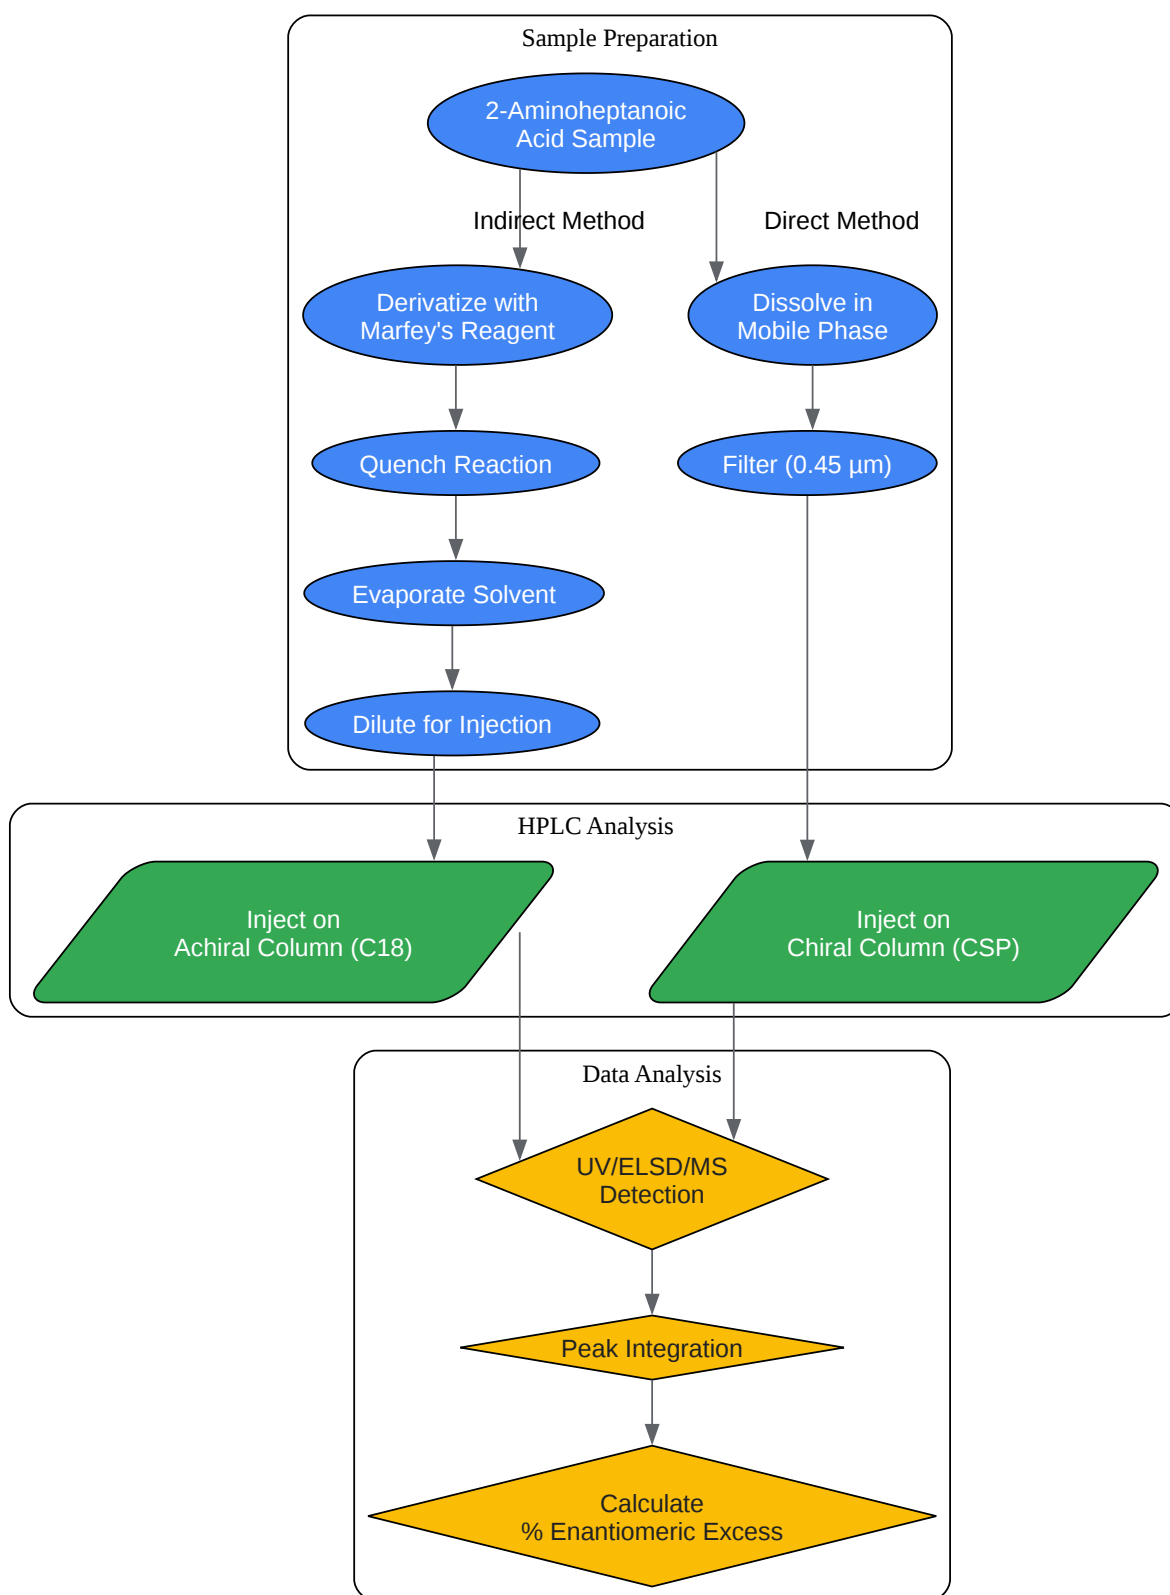 Sample Preparation
2-Aminoheptanoic
Acid Sample
Indirect Method
Direct Method
Derivatize with
Marfey's Reagent
Dissolve in
Mobile Phase
Quench Reaction
Filter (0.45 µm)
Evaporate Solvent
Dilute for Injection
HPLC Analysis
Inject on
Achiral Column (C18)
Inject on
Chiral Column (CSP)
Data Analysis
UV/ELSD/MS
Detection
Peak Integration
Calculate
% Enantiomeric Excess